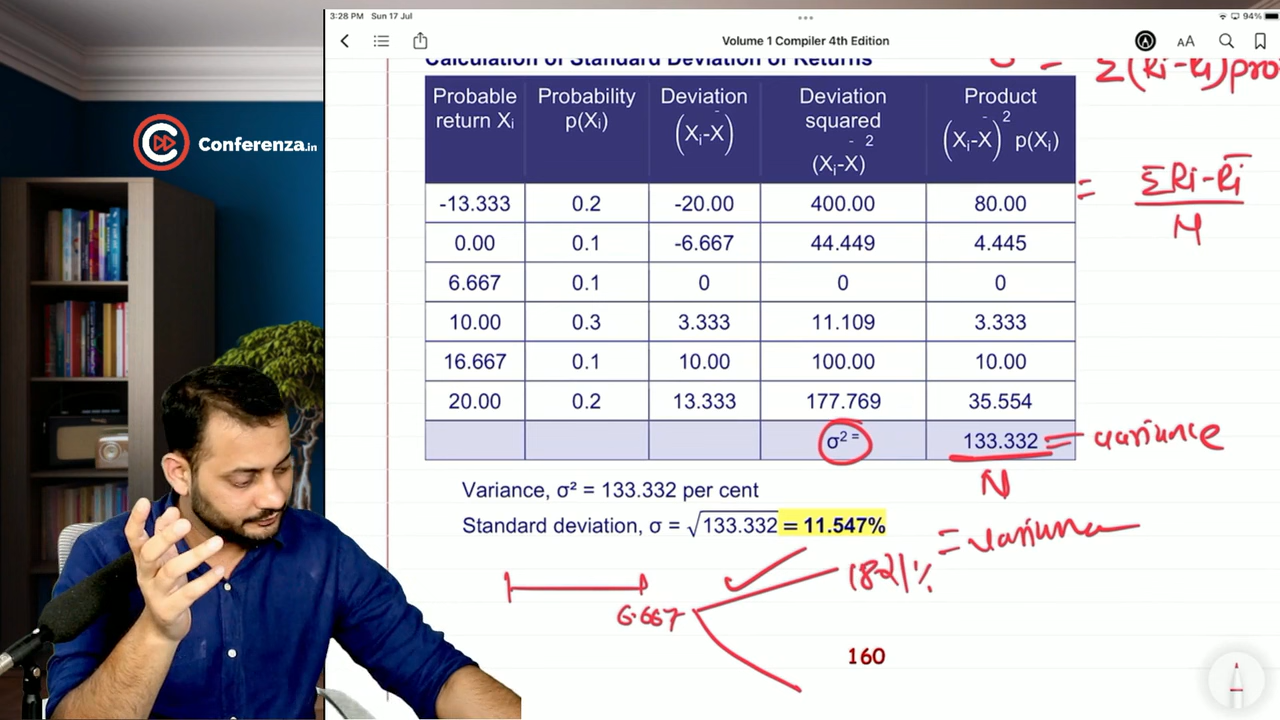 3:28 PM Sun 17 Jul
94%
Volume 1 Compiler 4th Edition
AA
Conferenza.in
Calculation of Standard Deviation of Returns
Probable return Xi Probability p(Xi) Deviation (Xi-X̄) Deviation squared (Xi-X̄)² Product (Xi-X̄)² p(Xi)
-13.333 0.2 -20.00 400.00 80.00
0.00 0.1 -6.667 44.449 4.445
6.667 0.1 0 0 0
10.00 0.3 3.333 11.109 3.333
16.667 0.1 10.00 100.00 10.00
20.00 0.2 13.333 177.769 35.554
σ² = 133.332 = variance
N
= ΣRi-R̄i
N
Variance, σ² = 133.332 per cent
Standard deviation, σ = √133.332 = 11.547%
= variance
6.667
160